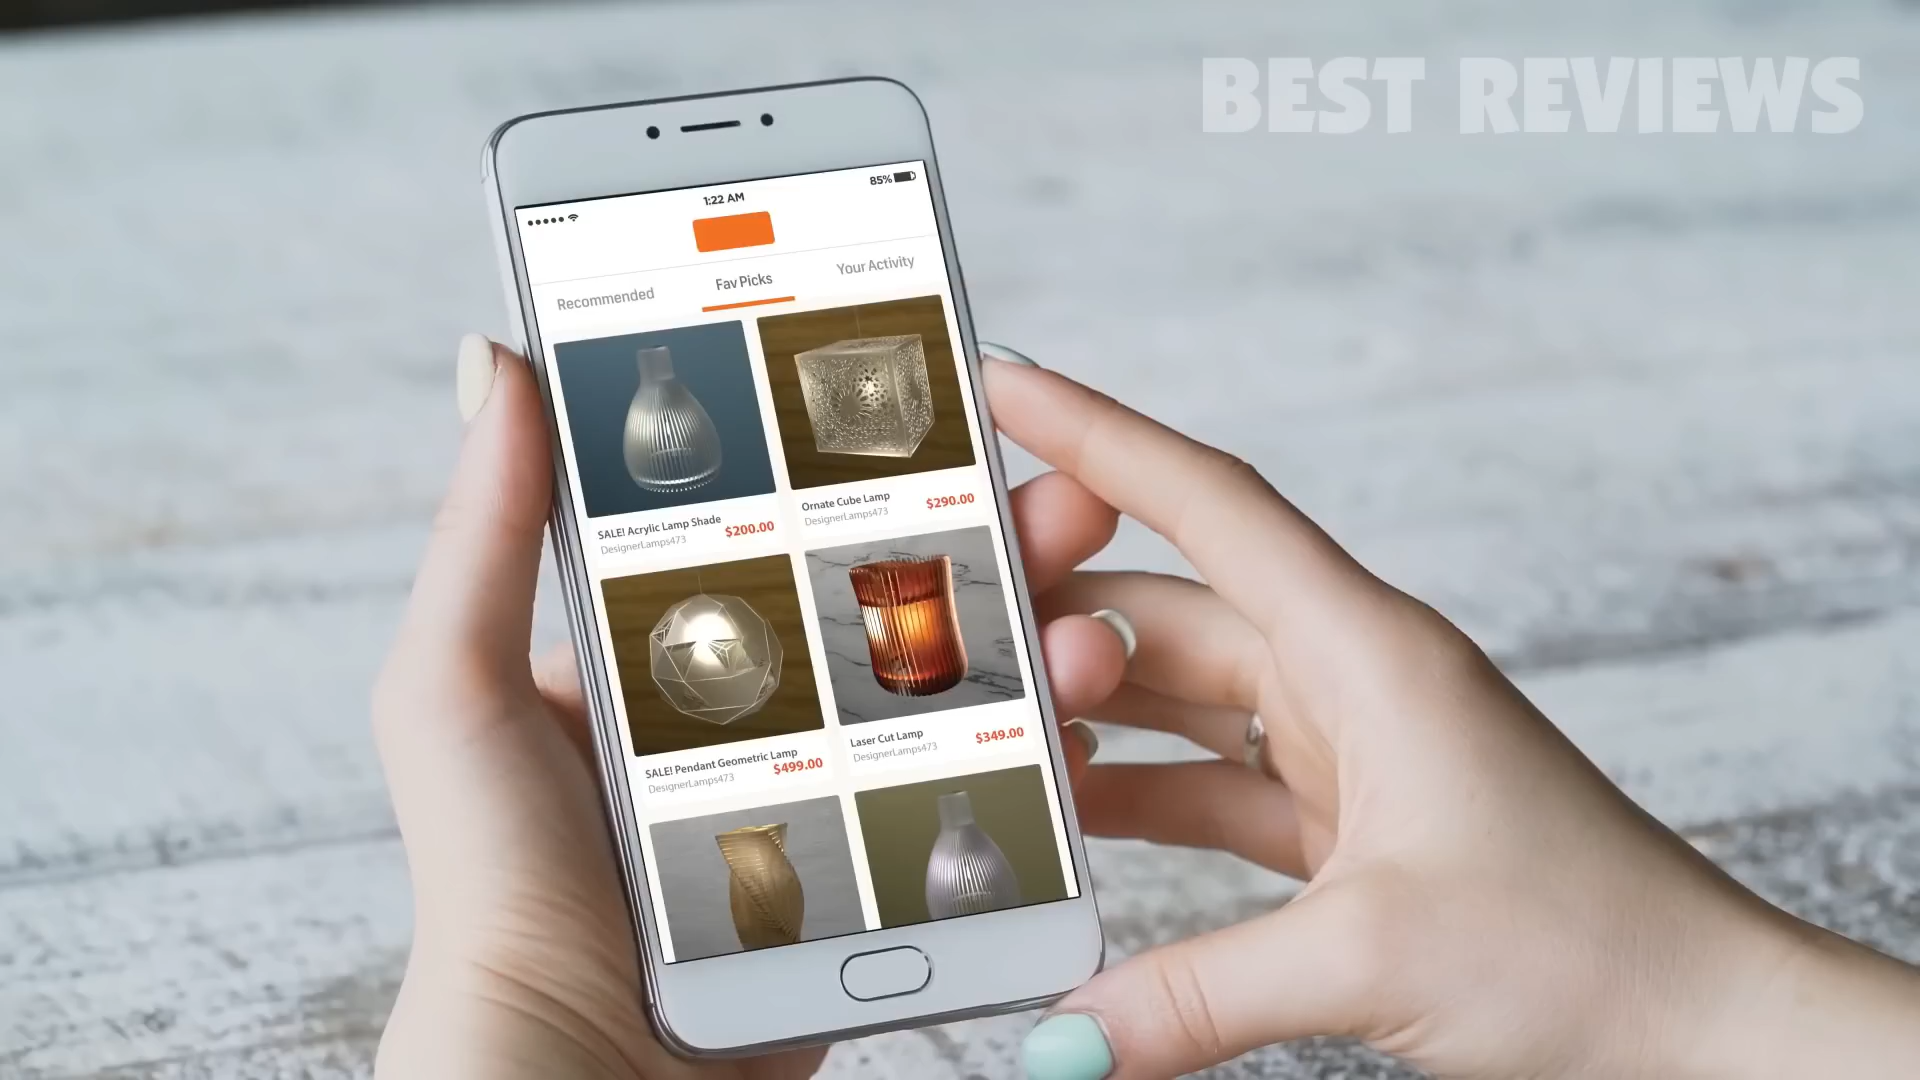 BEST REVIEWS
85%
1:22 AM
Recommended
Fav Picks
Your Activity
SALE! Acrylic Lamp Shade
DesignerLamps473
$200.00
Ornate Cube Lamp
DesignerLamps473
$290.00
SALE! Pendant Geometric Lamp
DesignerLamps473
$499.00
Laser Cut Lamp
DesignerLamps473
$349.00